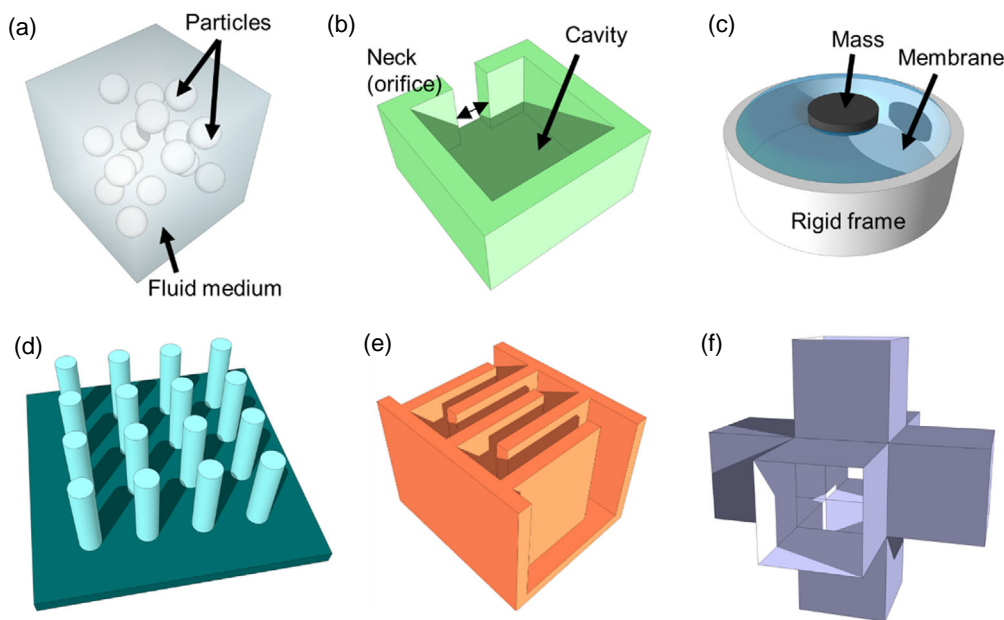 (a)
Particles
Fluid medium
(b)
Neck
(orifice)
Cavity
(c)
Mass
Membrane
Rigid frame
(d)
(e)
(f)